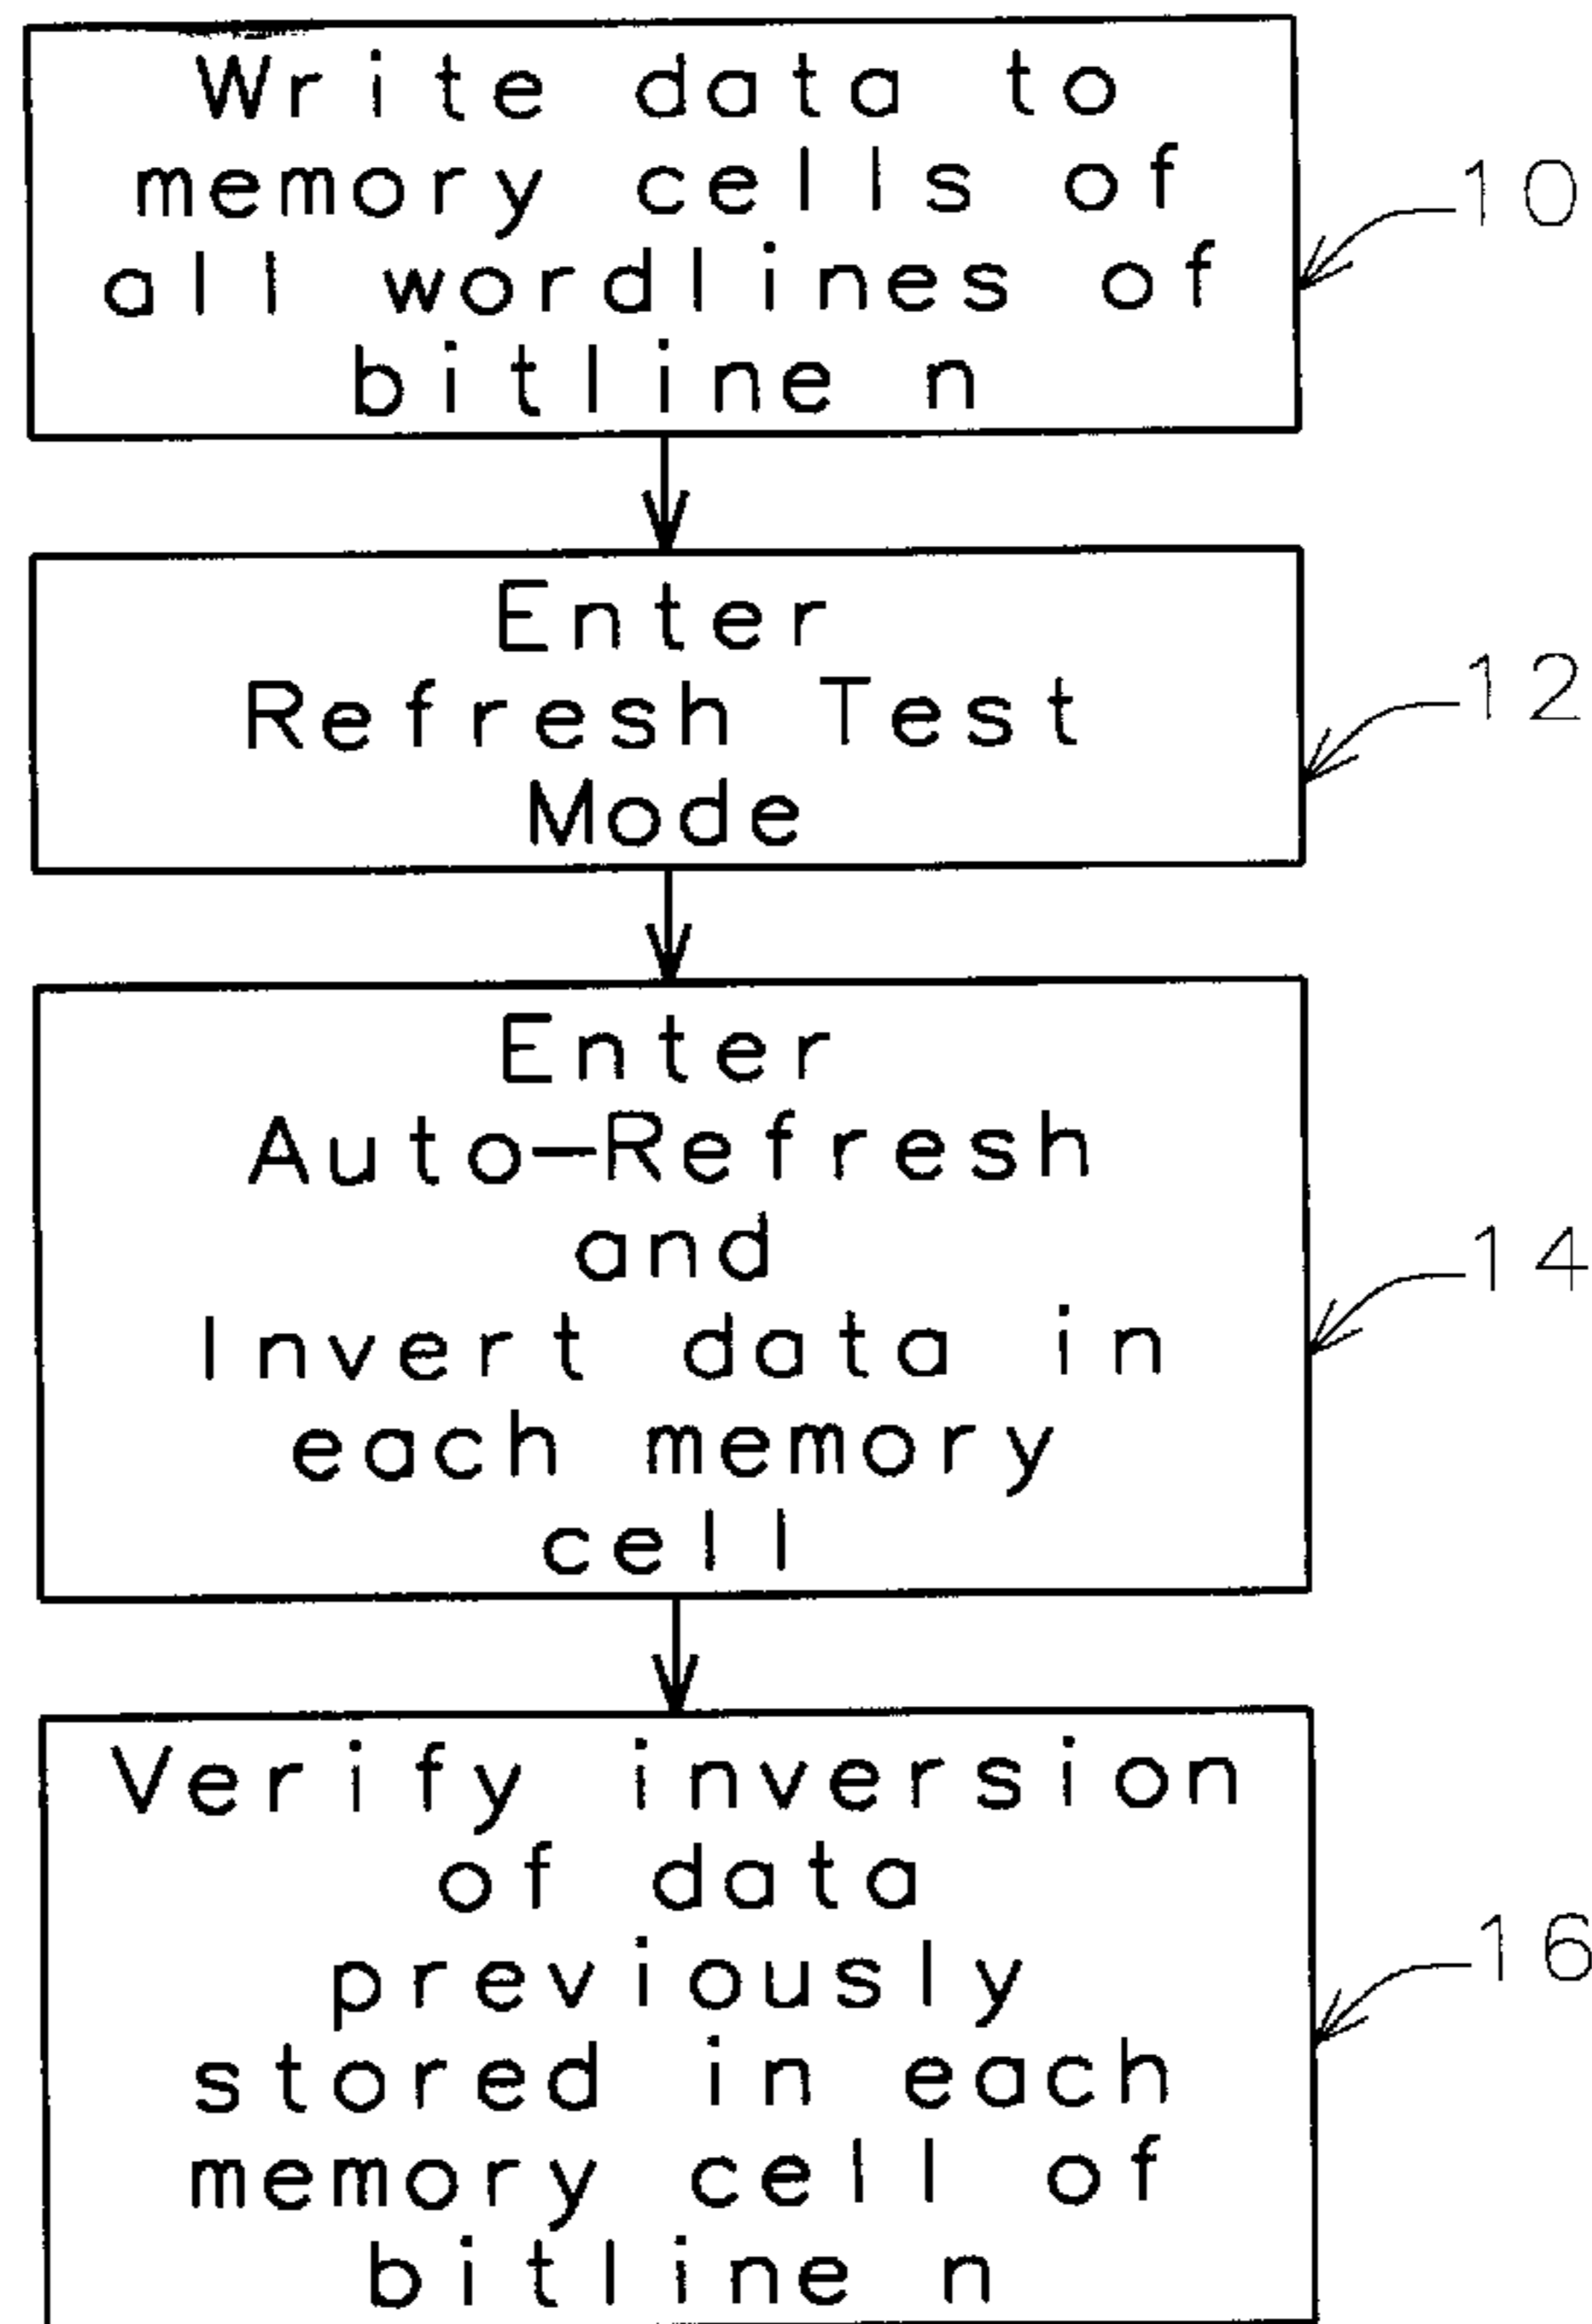 Write data to
memory cells of
all wordlines of
bitline n
10
Enter
Refresh Test
Mode
12
Enter
Auto-Refresh
and
Invert data in
each memory
cell
14
Verify inversion
of data
previously
stored in each
memory cell of
bitline n
16